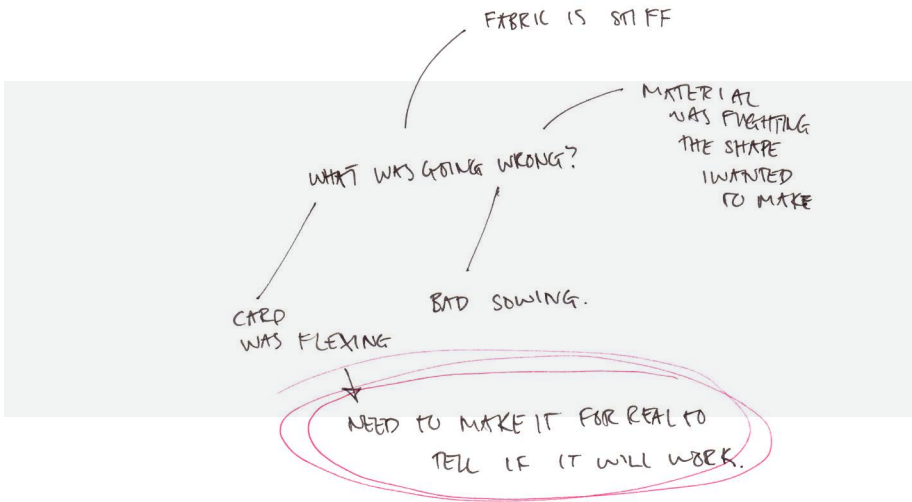 FABRIC IS STIFF
MATERIAL
WAS FIGHTING
THE SHAPE
I WANTED
TO MAKE
WHAT WAS GOING WRONG?
BAD SOWING.
CARD
WAS FLEXING
NEED TO MAKE IT FOR REAL TO
TELL IF IT WILL WORK.